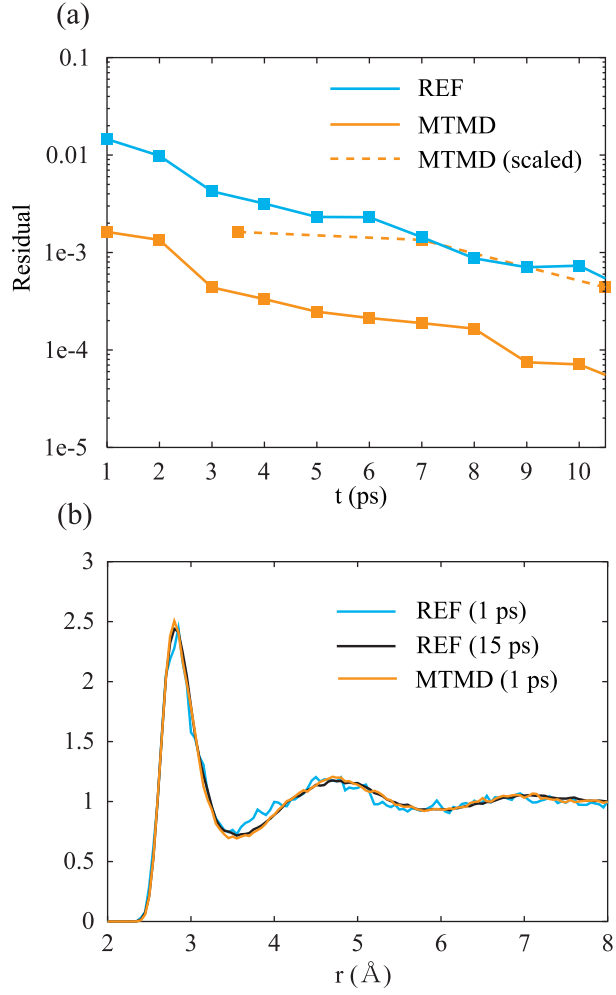 (a)
0.1
0.01
1e-3
1e-4
1e-5
Residual
REF
MTMD
MTMD (scaled)
1 2 3 4 5 6 7 8 9 10
t (ps)
(b)
3
2.5
2
1.5
1
0.5
0
REF (1 ps)
REF (15 ps)
MTMD (1 ps)
2 3 4 5 6 7 8
r (Å)